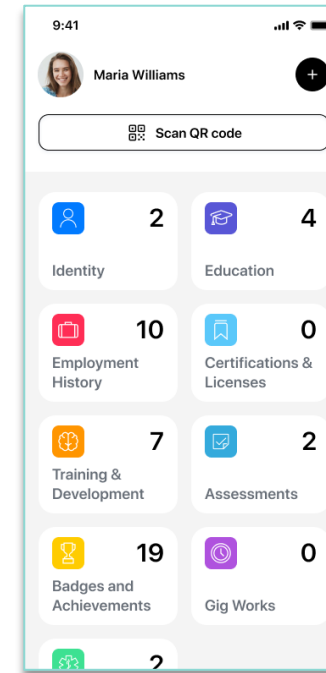 9:41
Maria Williams
+
Scan QR code
2
4
Identity
Education
10
0
Employment
History
Certifications &
Licenses
7
2
Training &
Development
Assessments
19
0
Badges and
Achievements
Gig Works
2